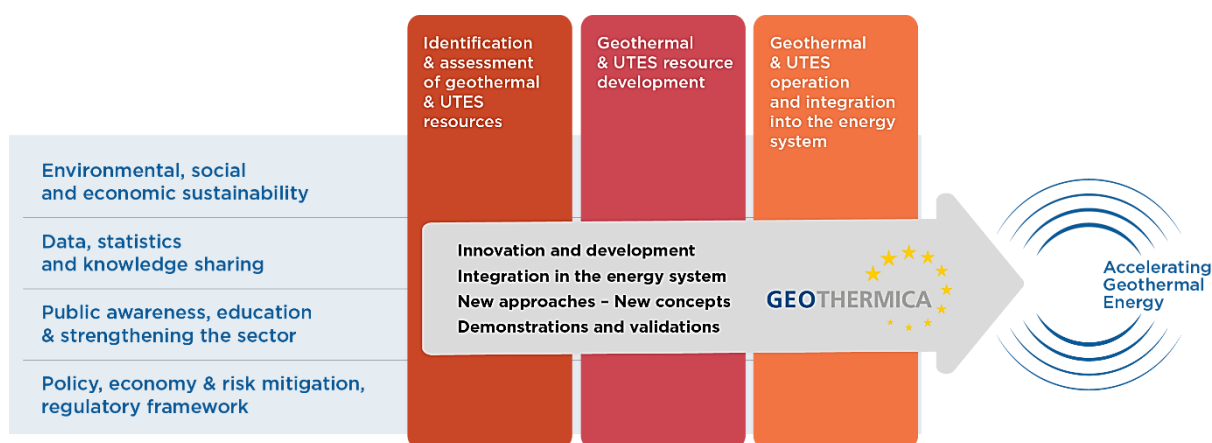 Identification
& assessment
of geothermal
& UTES
resources
Geothermal
& UTES resource
development
Geothermal
& UTES
operation
and integration
into the energy
system
Environmental, social
and economic sustainability
Data, statistics
and knowledge sharing
Public awareness, education
& strengthening the sector
Policy, economy & risk mitigation,
regulatory framework
Innovation and development
Integration in the energy system
New approaches – New concepts
Demonstrations and validations
GEOTHERMICA
Accelerating
Geothermal
Energy